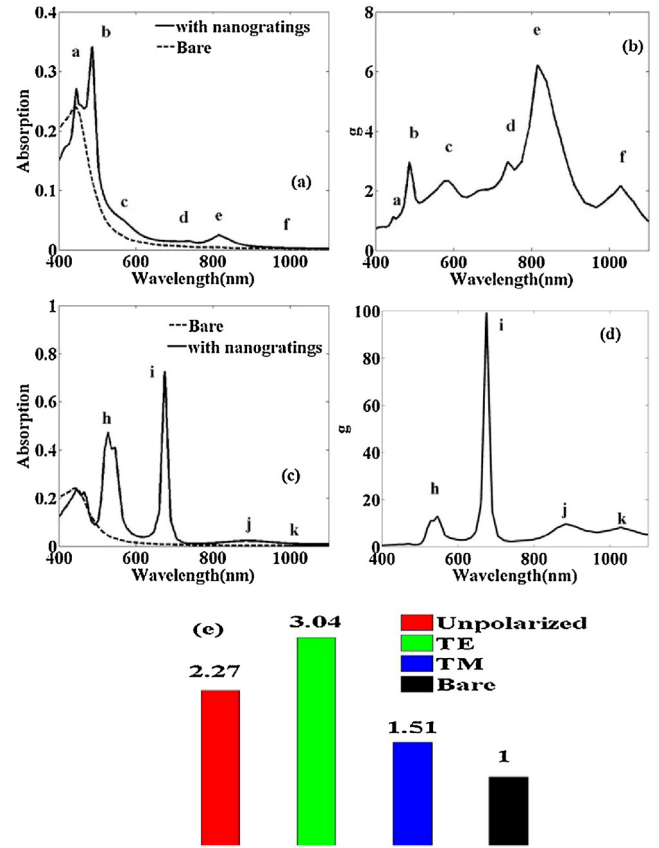 0.4
0.3
0.2
0.1
0
400
600
800
1000
Absorption
Wavelength(nm)
with nanogratings
Bare
a
b
c
d
e
f
(a)
8
6
4
2
0
400
600
800
1000
g
Wavelength(nm)
a
b
c
d
e
f
(b)
1
0.8
0.6
0.4
0.2
0
400
600
800
1000
Absorption
Wavelength(nm)
Bare
with nanogratings
h
i
j
k
(c)
100
80
60
40
20
0
400
600
800
1000
g
Wavelength(nm)
h
i
j
k
(d)
(e)
2.27
3.04
1.51
1
Unpolarized
TE
TM
Bare